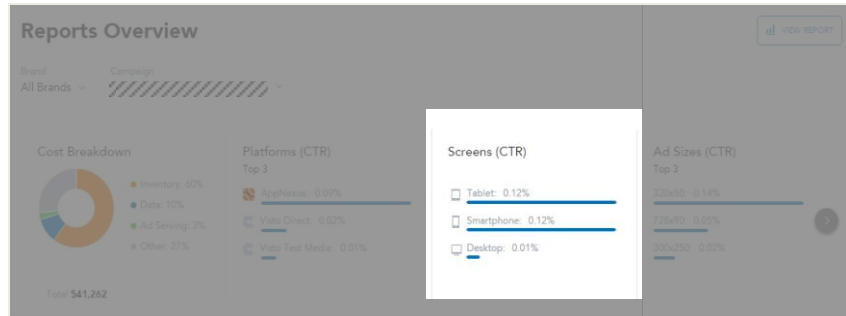 Reports Overview
VIEW REPORT
Brand
Campaign
All Brands
Cost Breakdown
Inventory: 60%
Data: 10%
Ad Serving: 3%
Other: 27%
Total 541,262
Platforms (CTR)
Top 3
AppNexus: 0.09%
Visto Direct: 0.02%
Visto Test Media: 0.01%
Screens (CTR)
Tablet: 0.12%
Smartphone: 0.12%
Desktop: 0.01%
Ad Sizes (CTR)
Top 3
320x50: 0.14%
728x90: 0.05%
300x250: 0.02%